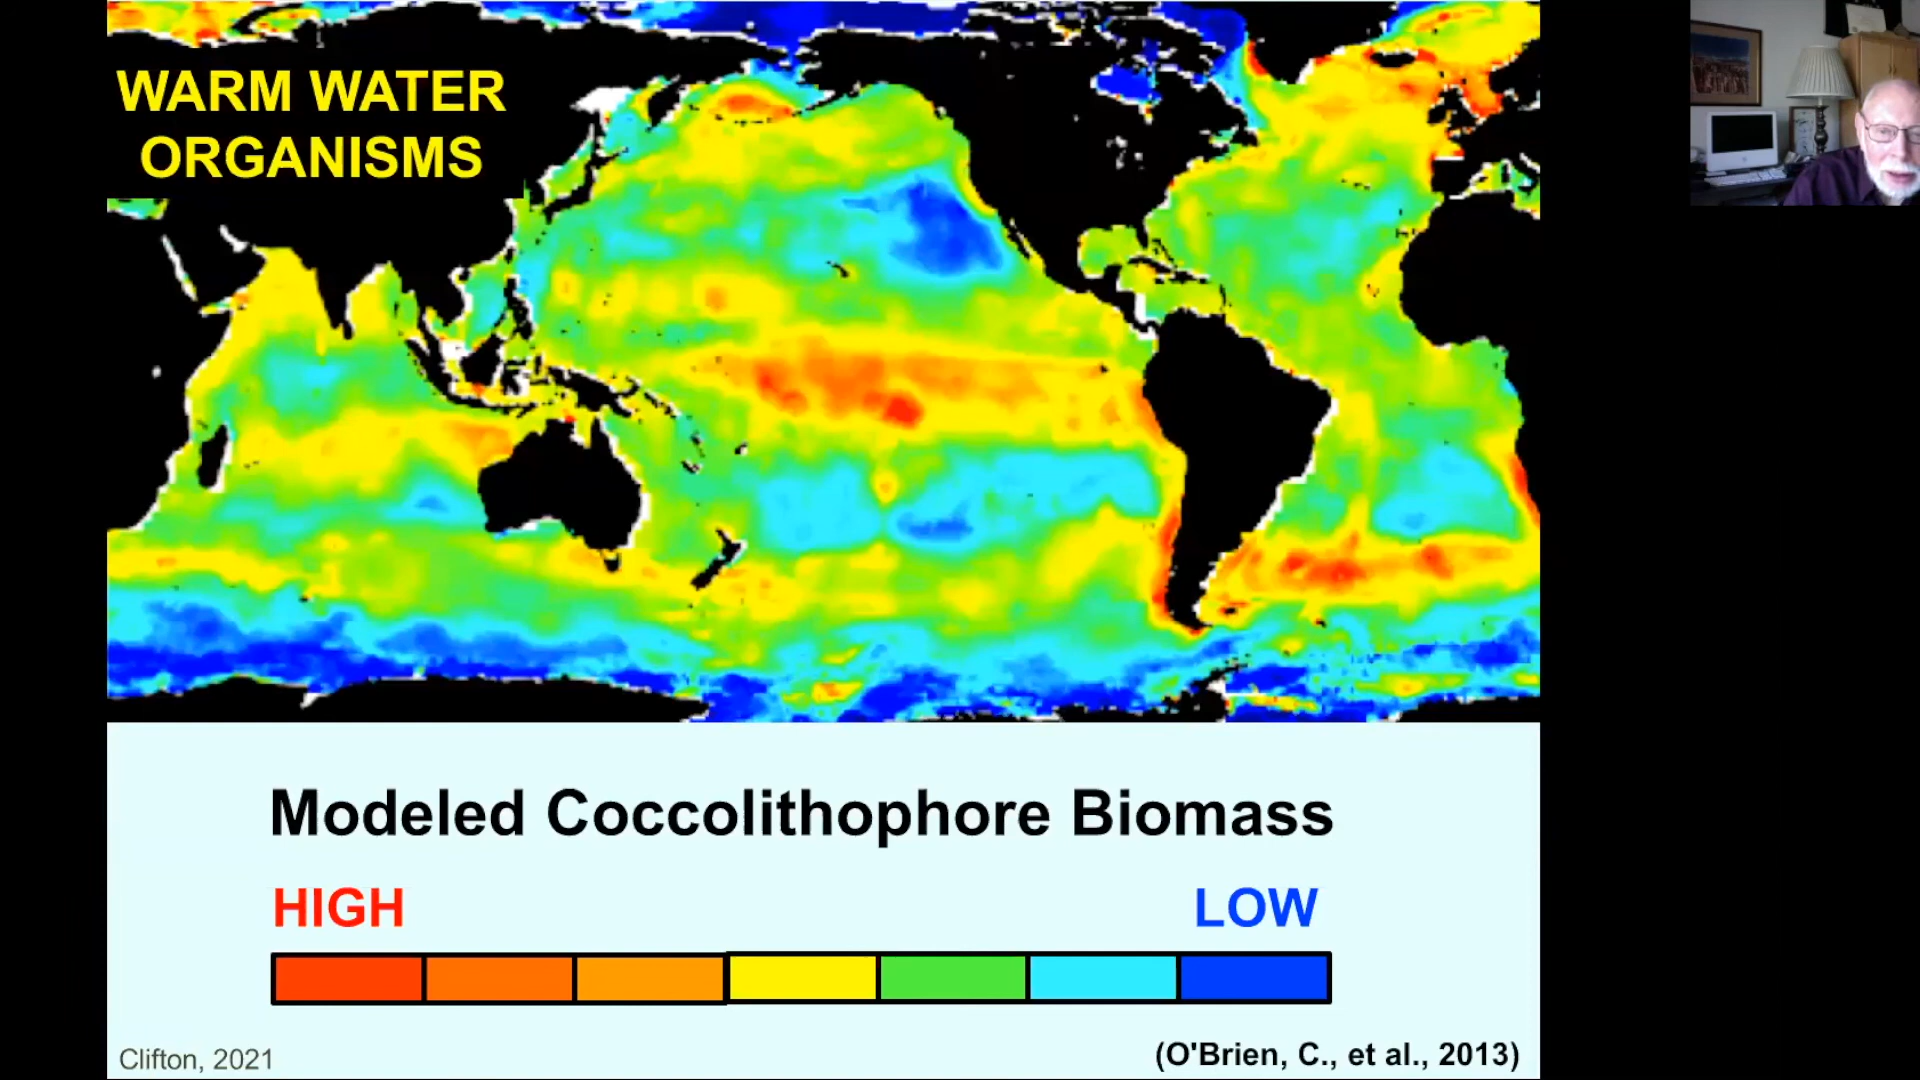 WARM WATER
ORGANISMS
Modeled Coccolithophore Biomass
HIGH
LOW
Clifton, 2021
(O'Brien, C., et al., 2013)